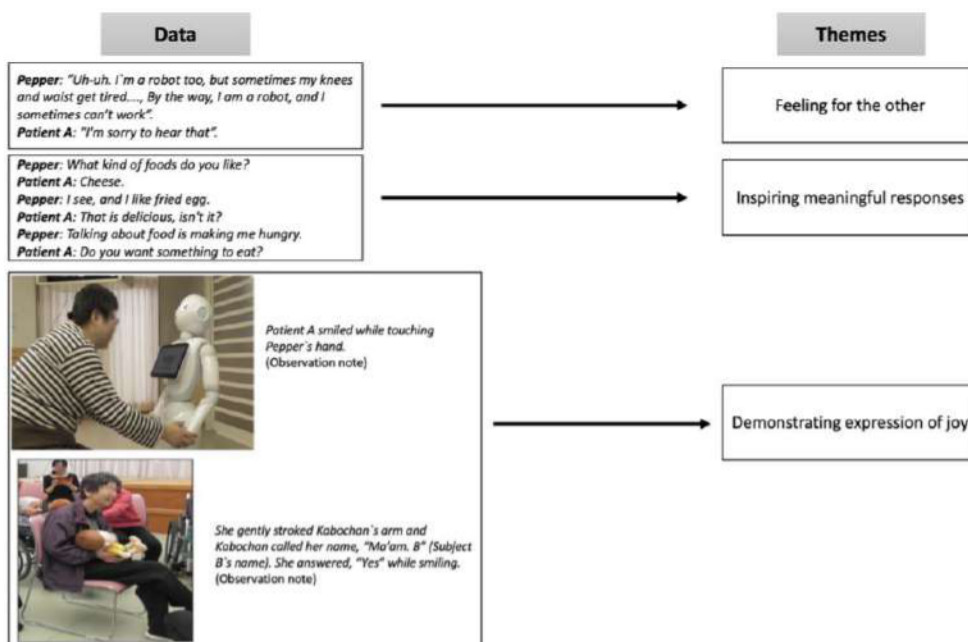 Data
Themes
Pepper: "Uh-uh. I`m a robot too, but sometimes my knees
and waist get tired...., By the way, I am a robot, and I
sometimes can't work".
Patient A: "I'm sorry to hear that".
Feeling for the other
Pepper: What kind of foods do you like?
Patient A: Cheese.
Pepper: I see, and I like fried egg.
Patient A: That is delicious, isn't it?
Pepper: Talking about food is making me hungry.
Patient A: Do you want something to eat?
Inspiring meaningful responses
Patient A smiled while touching
Pepper`s hand.
(Observation note)
Demonstrating expression of joy
She gently stroked Kabochan`s arm and
Kabochan called her name, "Ma'am. B" (Subject
B`s name). She answered, "Yes" while smiling.
(Observation note)